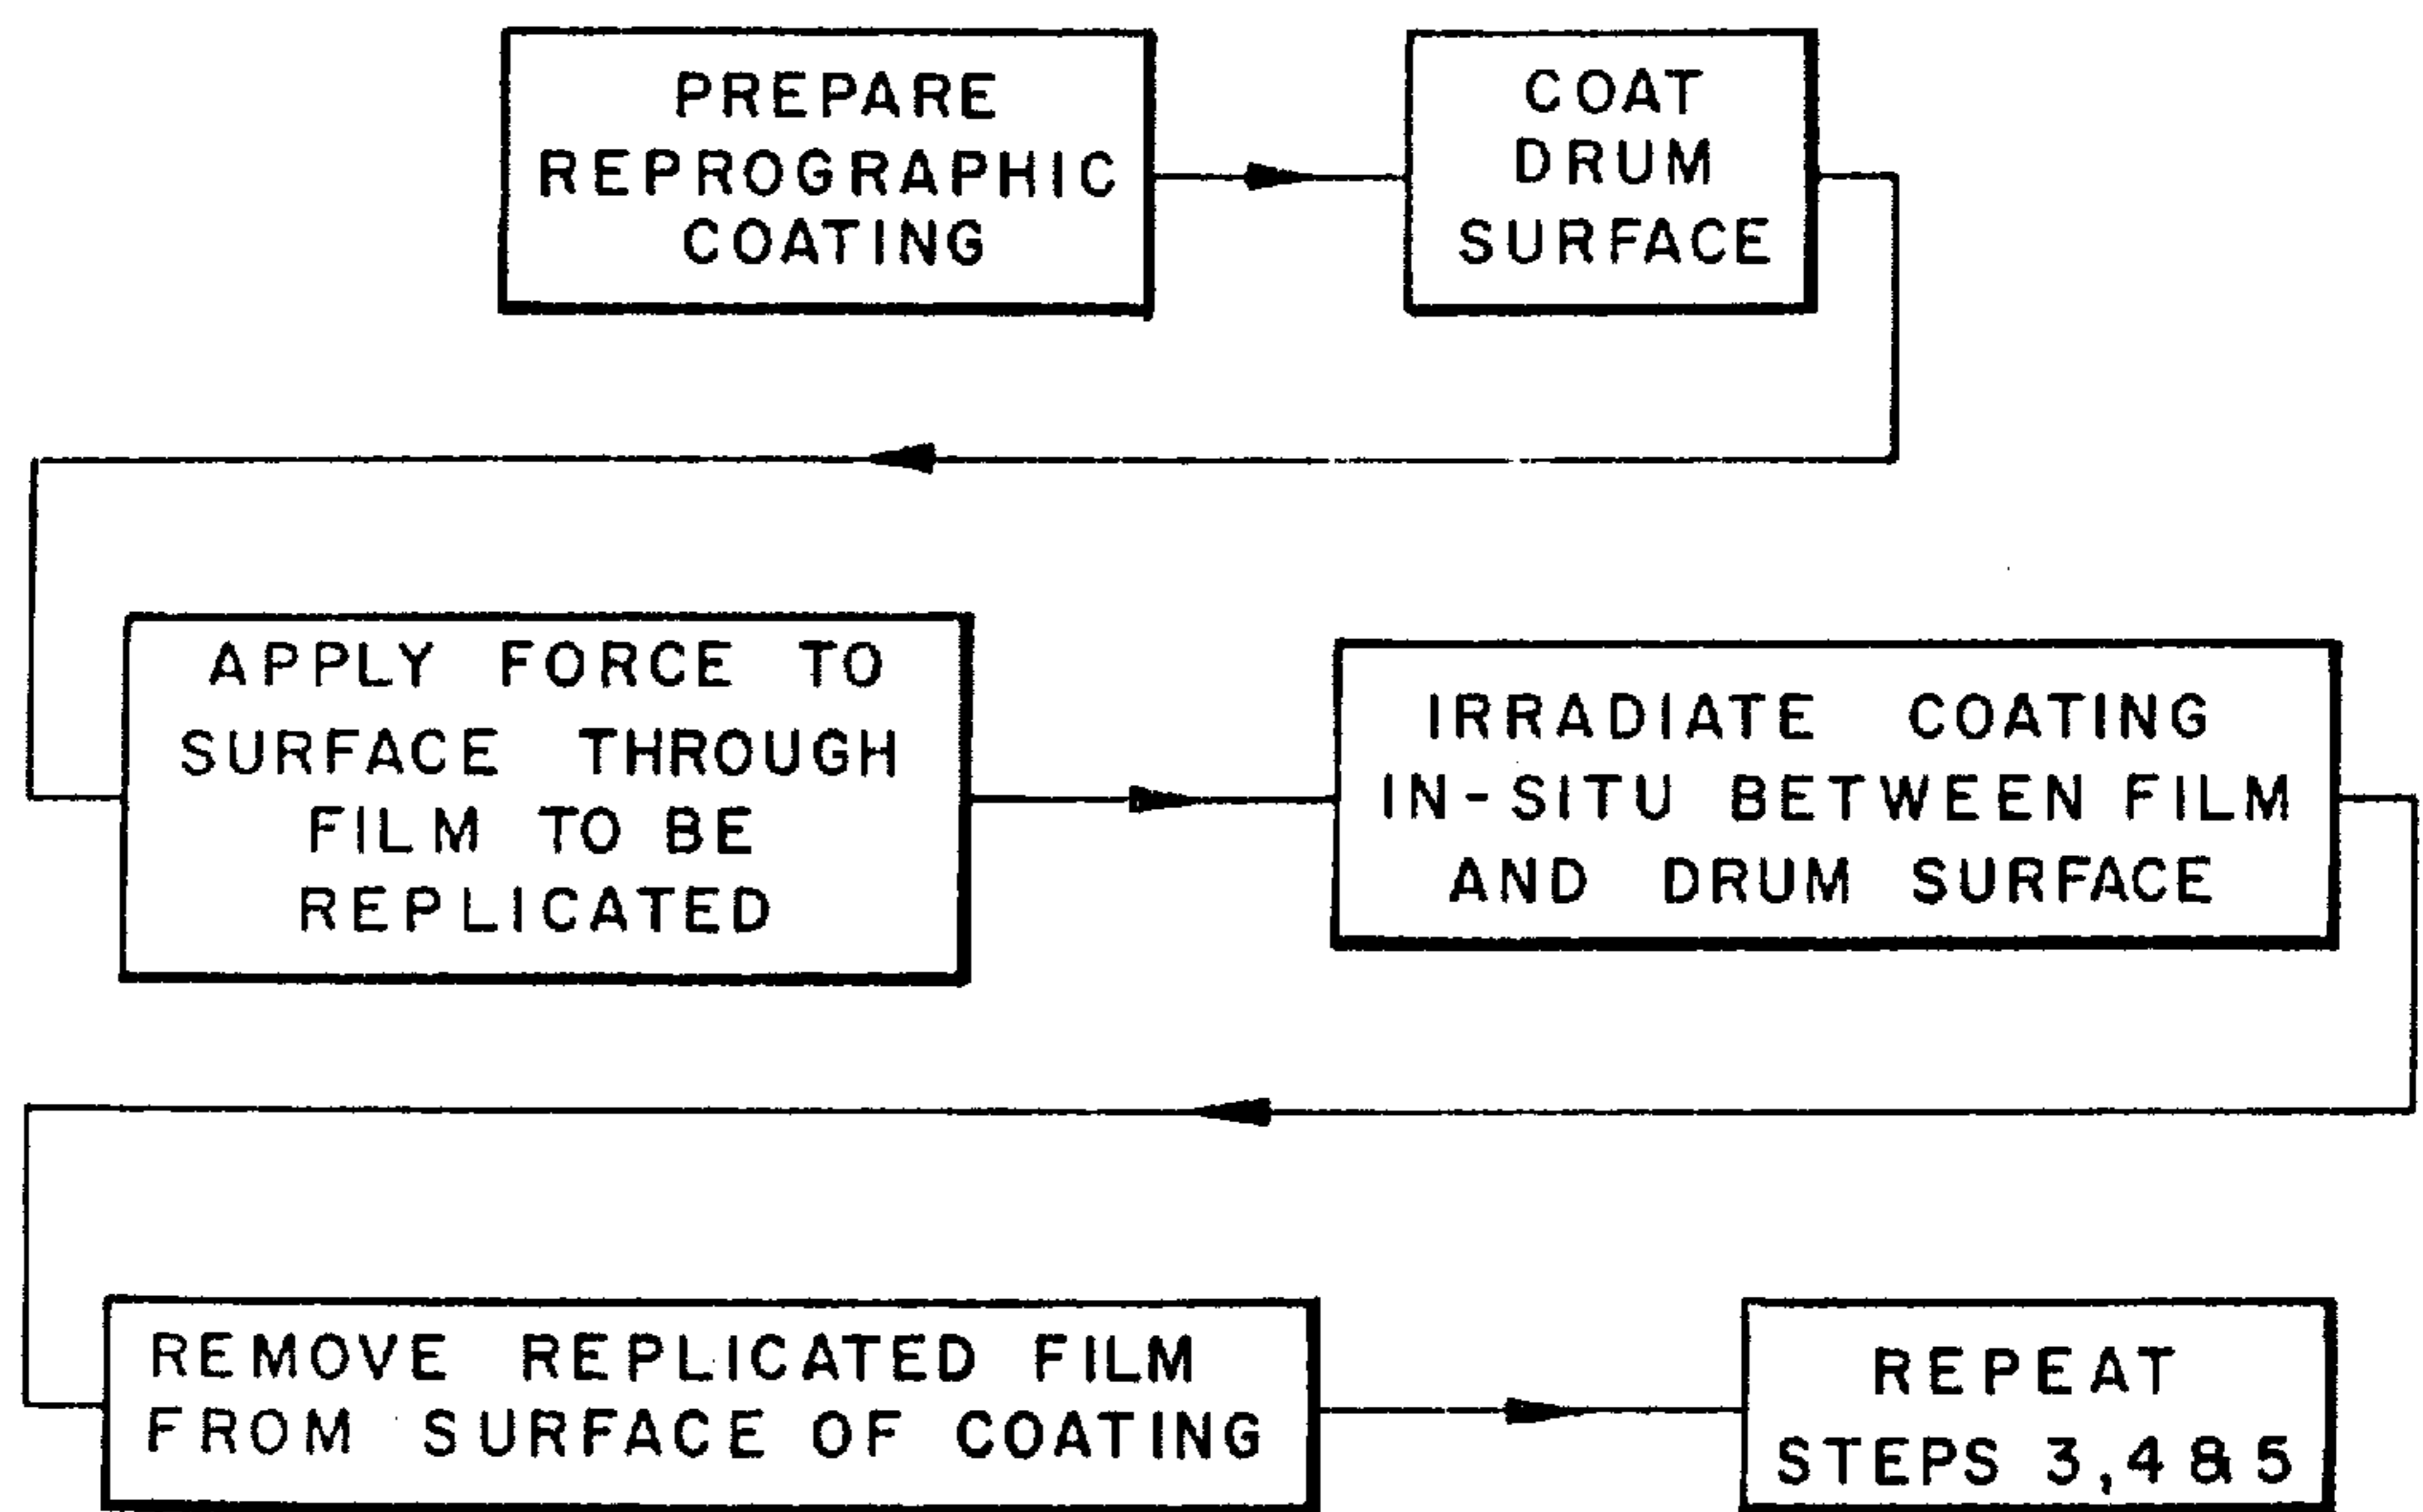 PREPARE
REPROGRAPHIC
COATING
COAT
DRUM
SURFACE
APPLY FORCE TO
SURFACE THROUGH
FILM TO BE
REPLICATED
IRRADIATE COATING
IN-SITU BETWEEN FILM
AND DRUM SURFACE
REMOVE REPLICATED FILM
FROM SURFACE OF COATING
REPEAT
STEPS 3,4&5